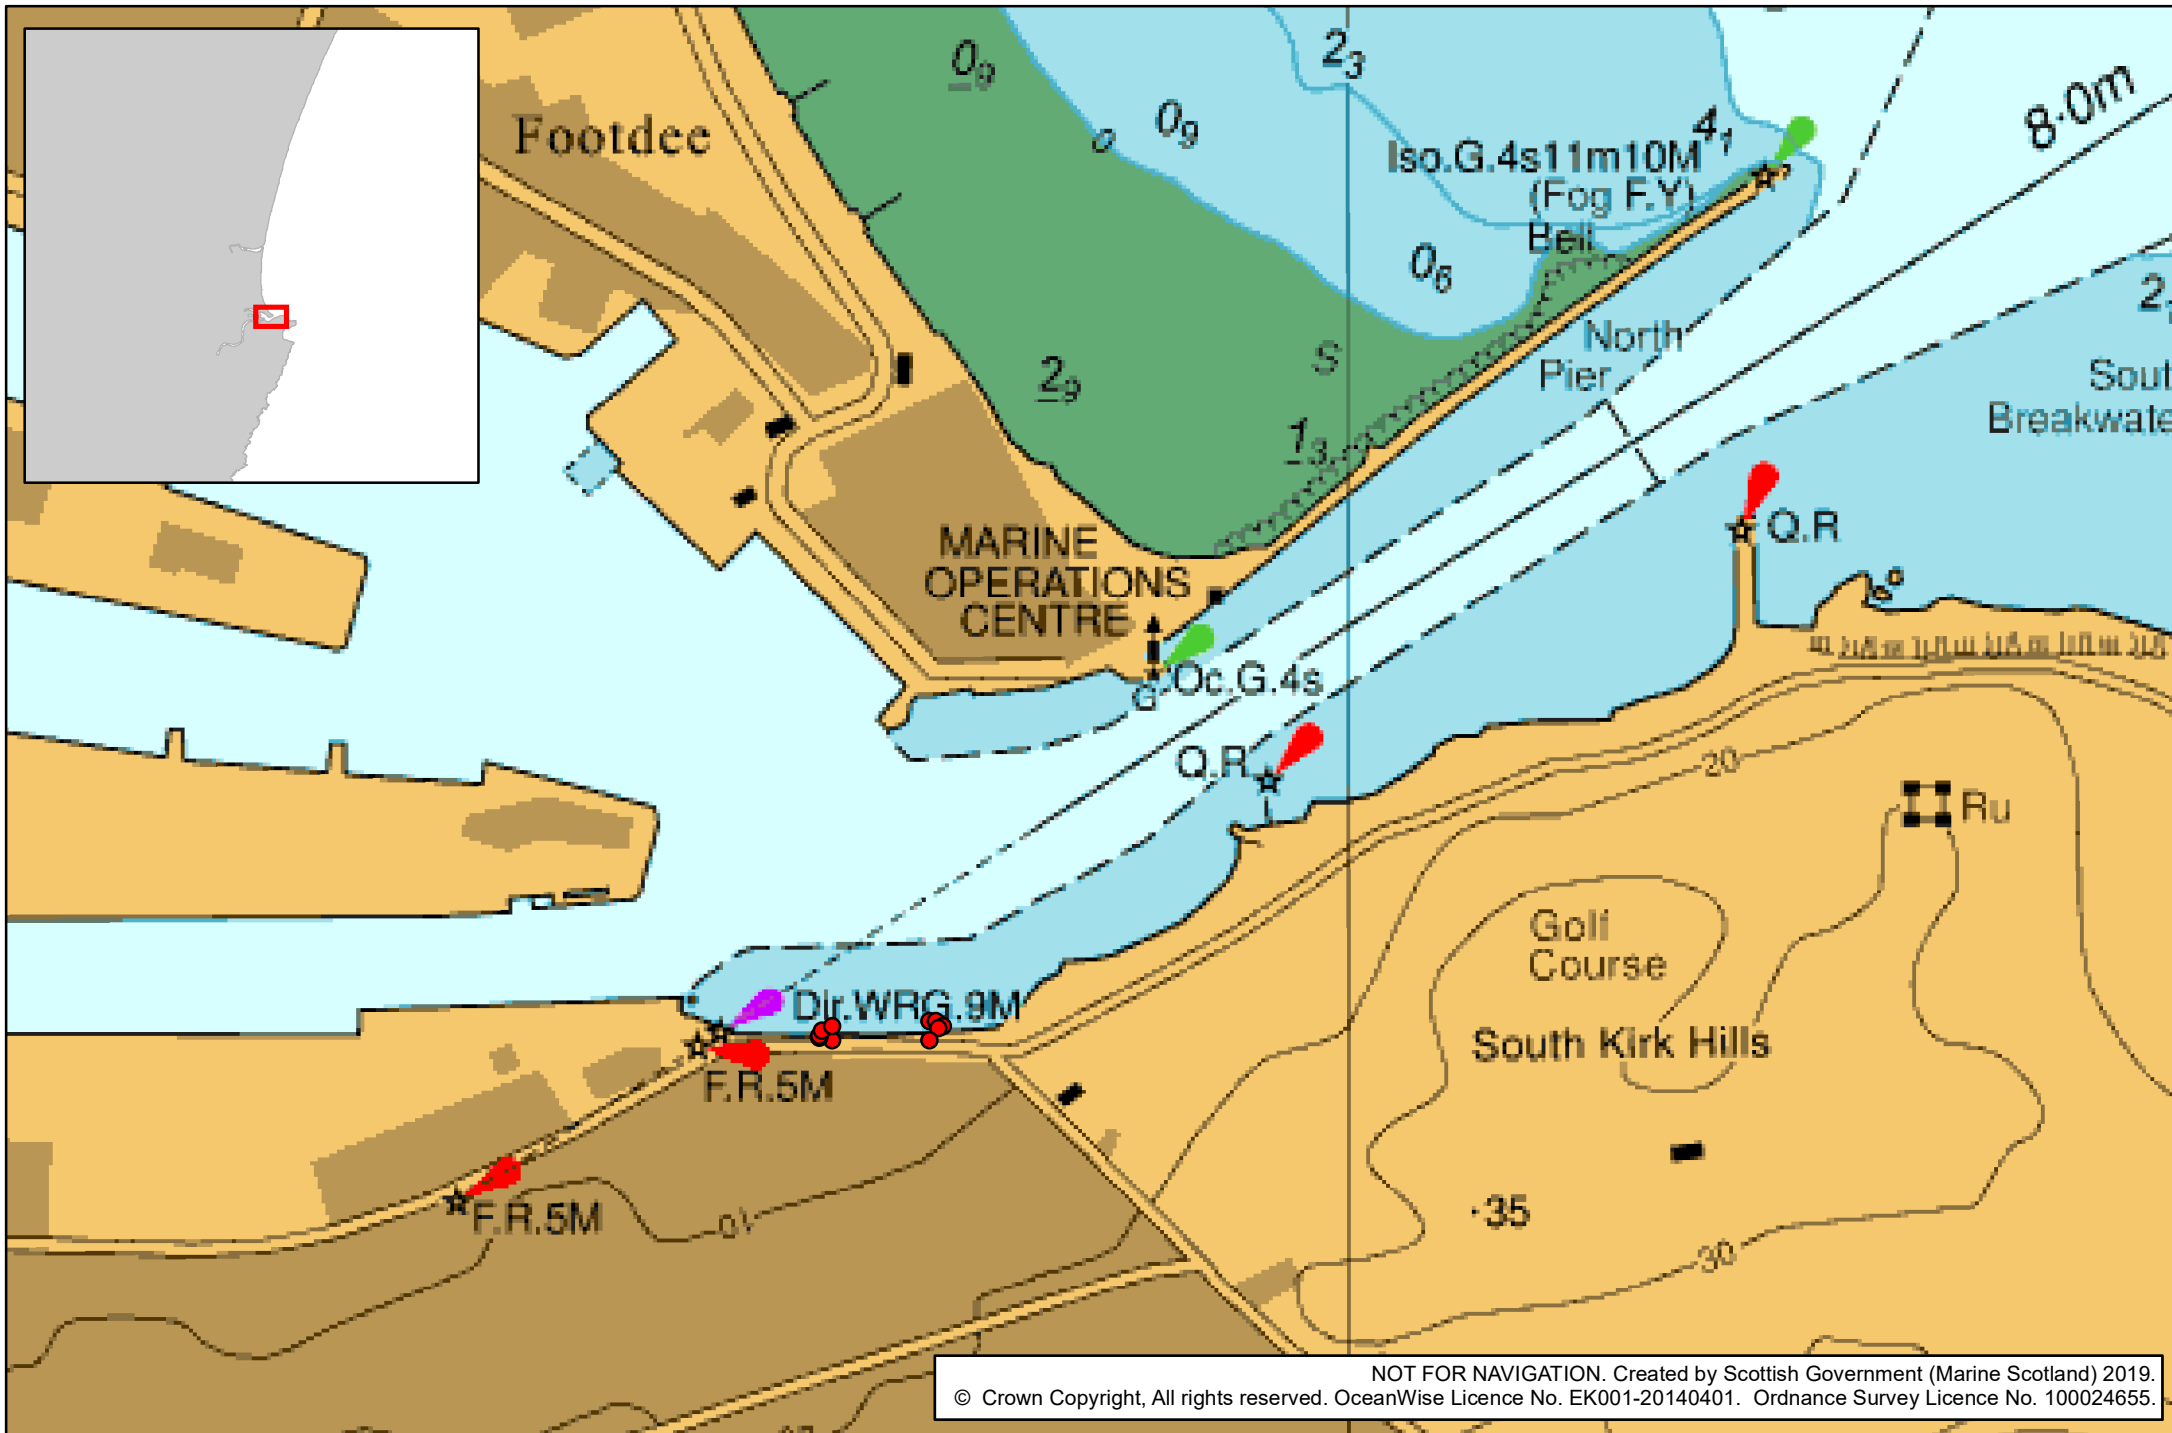 0₉
2₃
8·0m
Footdee
0₉
4₁
Iso.G.4s11m10M
(Fog F.Y)
Bell
0₆
2
North
Pier
S
2₉
Sout
Breakwate
1₃
Q.R
MARINE
OPERATIONS
CENTRE
Oc.G.4s
G
Q.R
20
Ru
Golf
Course
Dir.WRG.9M
South Kirk Hills
F.R.5M
F.R.5M
10
35
30
NOT FOR NAVIGATION. Created by Scottish Government (Marine Scotland) 2019.
© Crown Copyright, All rights reserved. OceanWise Licence No. EK001-20140401. Ordnance Survey Licence No. 100024655.